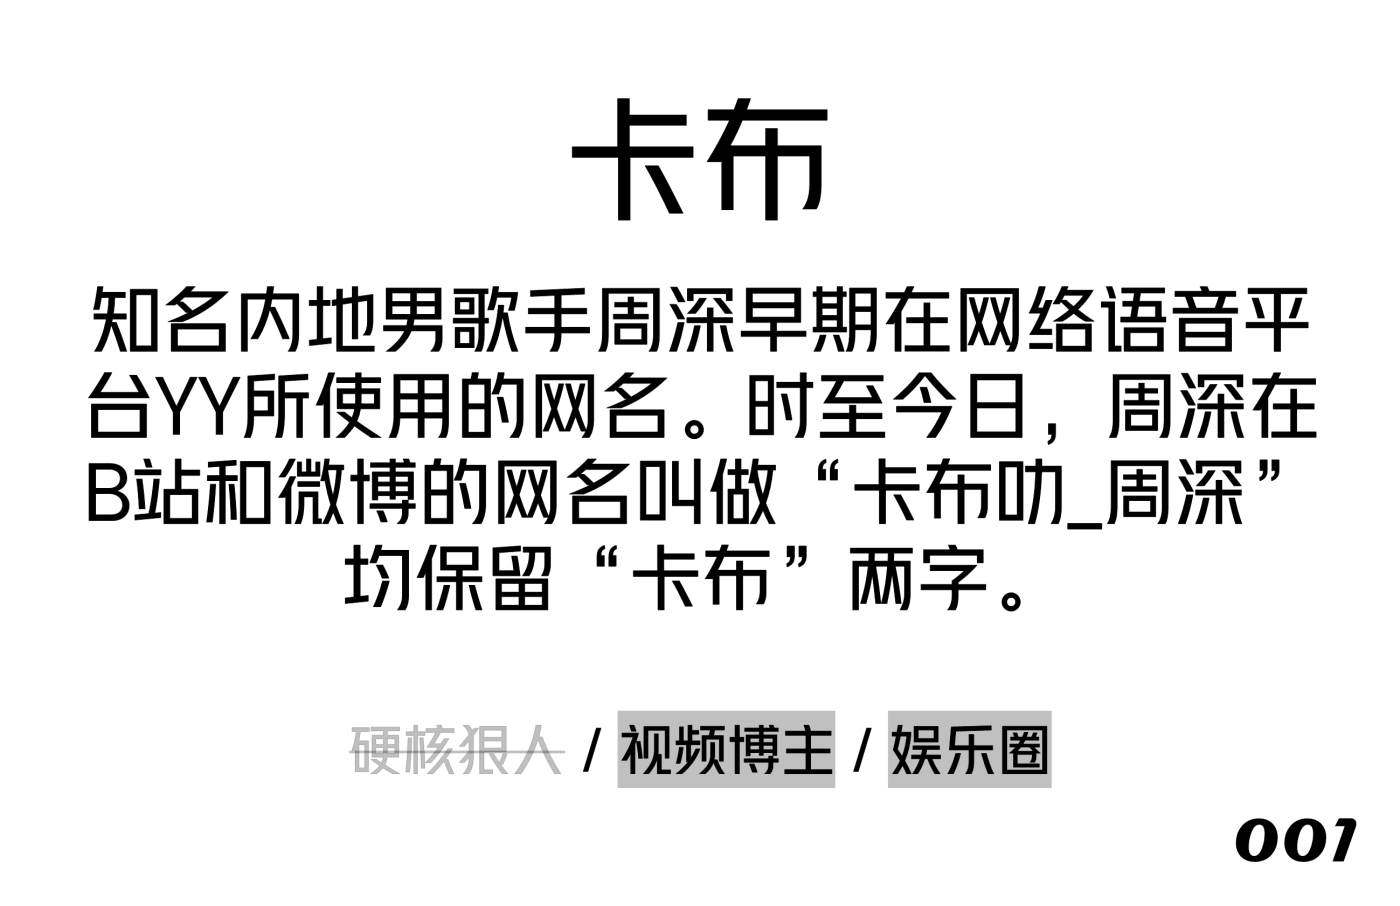 卡布
知名内地男歌手周深早期在网络语音平
台YY所使用的网名。时至今日，周深在
B站和微博的网名叫做“卡布叻_周深”
均保留“卡布”两字。
硬核狠人 / 视频博主 / 娱乐圈
001